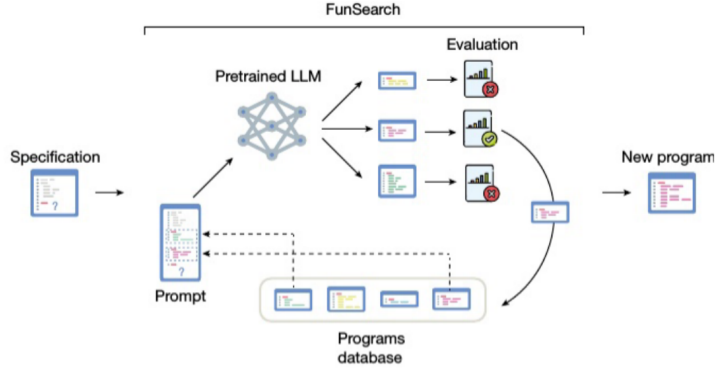 FunSearch
Evaluation
Pretrained LLM
Specification
?
New program
?
Prompt
Programs
database